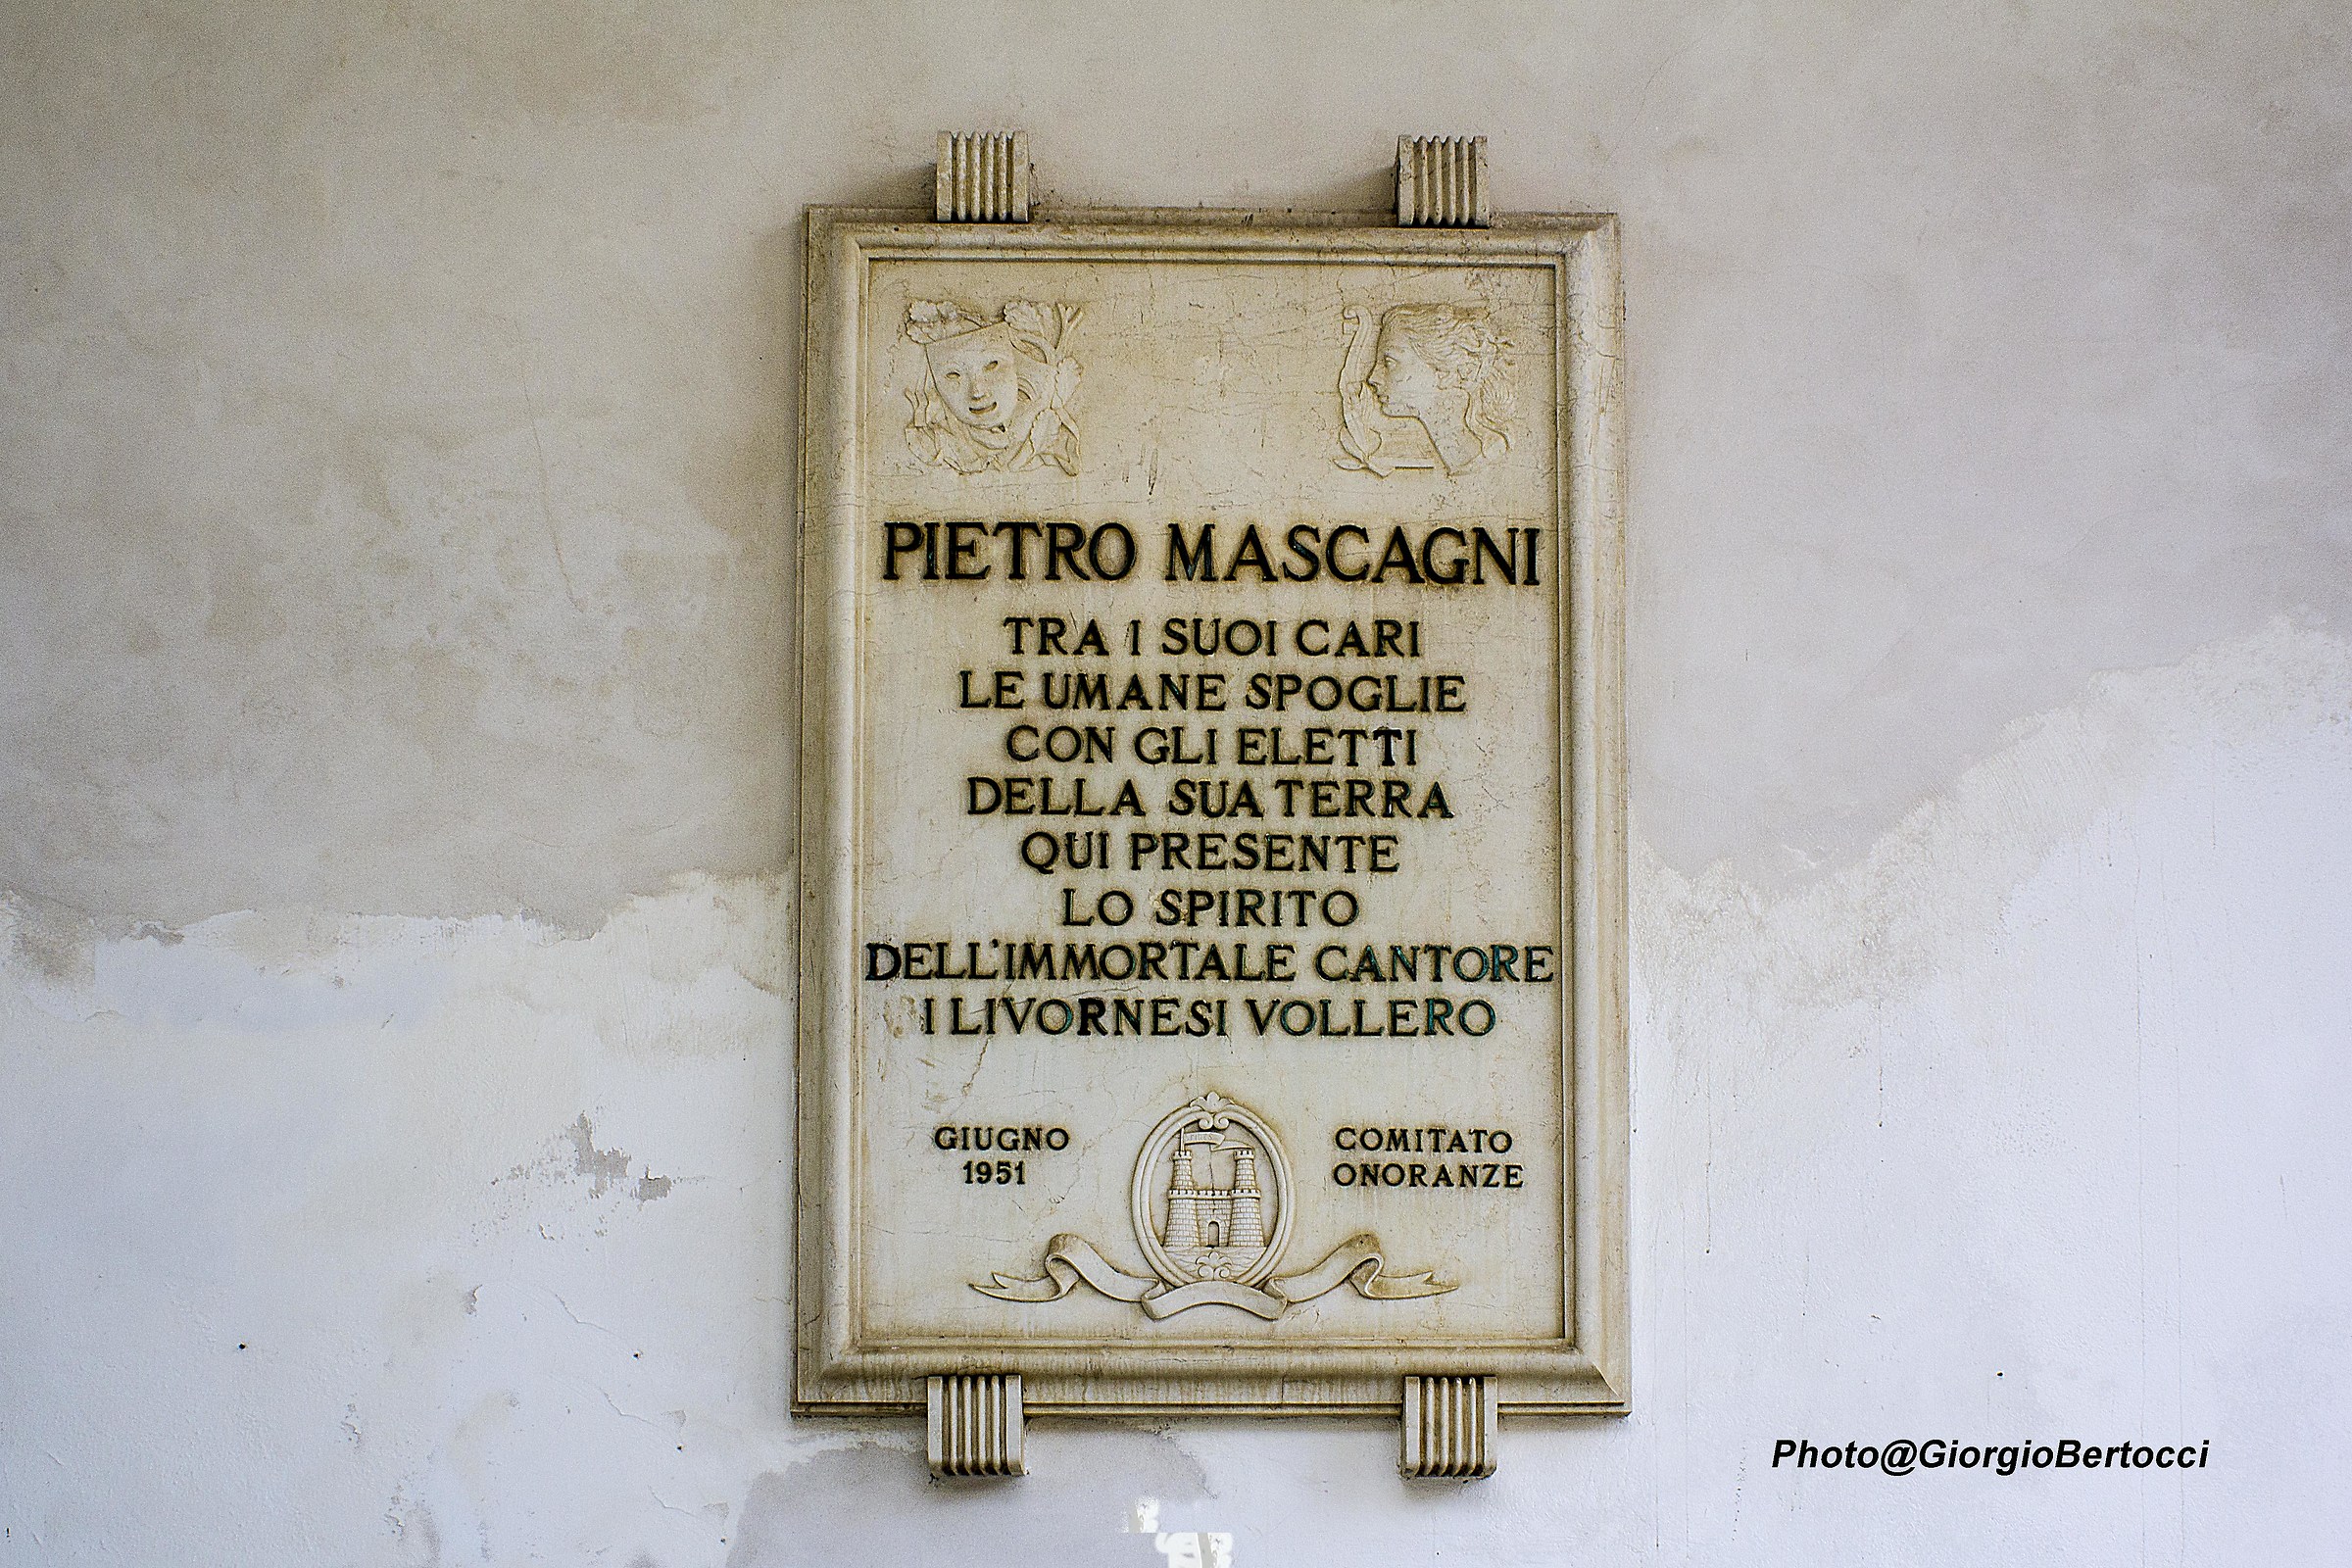 PIETRO MASCAGNI
TRA I SUOI CARI
LE UMANE SPOGLIE
CON GLI ELETTI
DELLA SUA TERRA
QUI PRESENTE
LO SPIRITO
DELL'IMMORTALE CANTORE
I LIVORNESI VOLLERO
GIUGNO
1951
COMITATO
ONORANZE
Photo@GiorgioBertocci